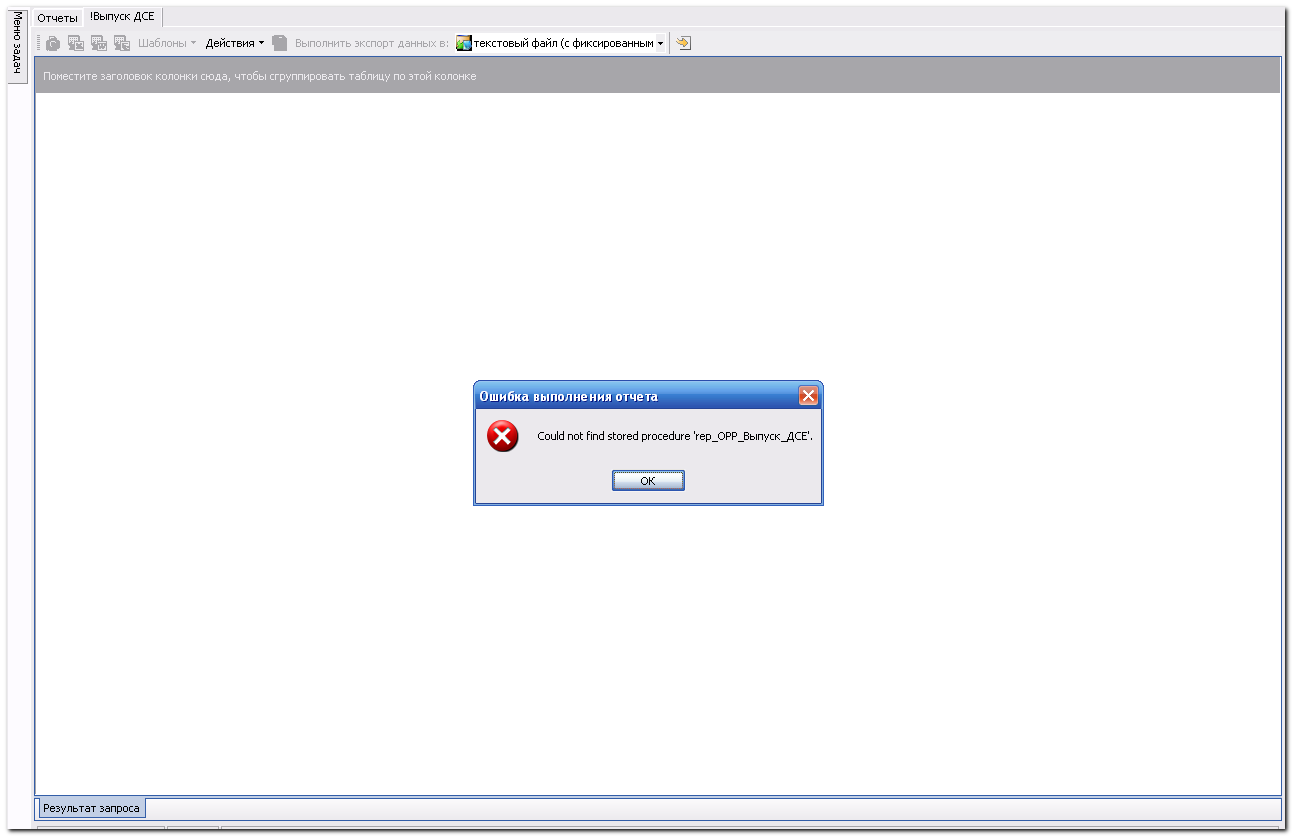 Меню задач
Отчеты
!Выпуск ДСЕ
Шаблоны
Действия
Выполнить экспорт данных в:
текстовый файл (с фиксированным
Поместите заголовок колонки сюда, чтобы сгруппировать таблицу по этой колонке
Ошибка выполнения отчета
Could not find stored procedure 'rep_OPP_Выпуск_ДСЕ'.
OK
Результат запроса